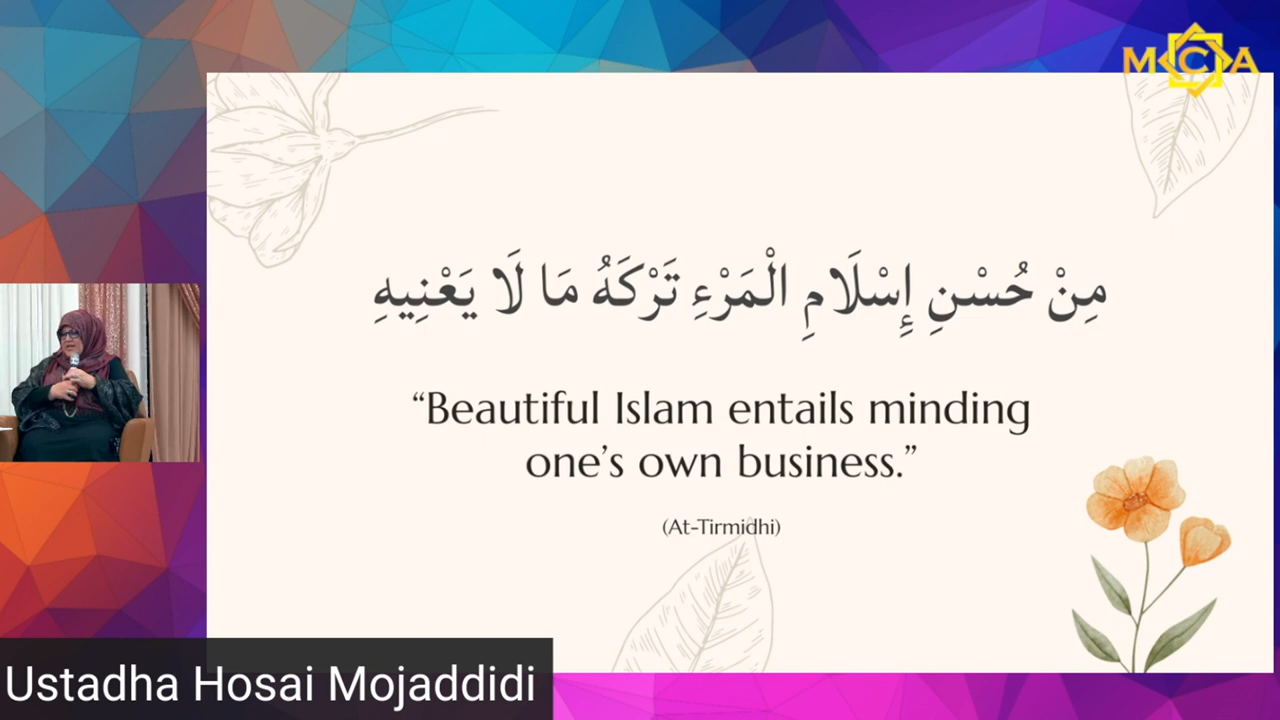 MCA
مِنْ حُسْنِ إِسْلَامِ الْمَرْءِ تَرْكَهُ مَا لَا يَعْنِيهِ
“Beautiful Islam entails minding
one’s own business.”
(At-Tirmidhi)
Ustadha Hosai Mojaddidi